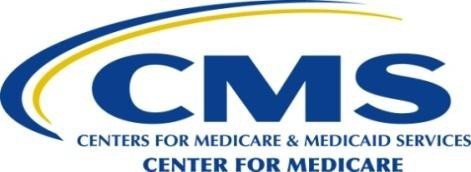 CMS
CENTERS FOR MEDICARE & MEDICAID SERVICES
CENTER FOR MEDICARE